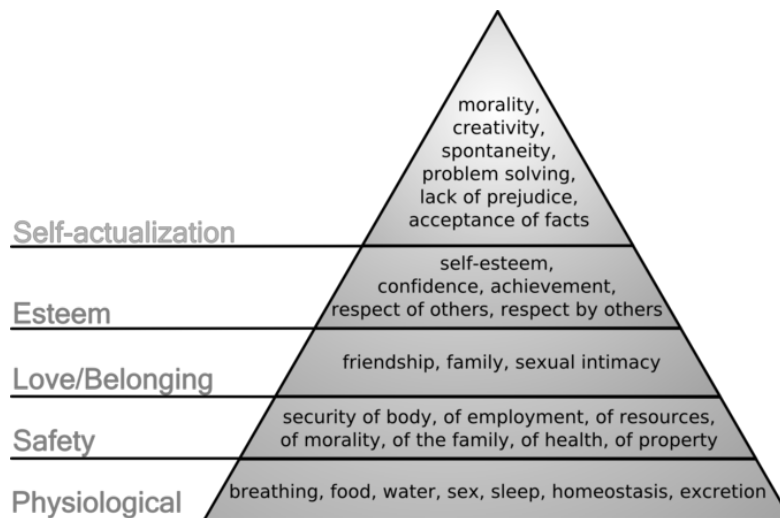 morality,
creativity,
spontaneity,
problem solving,
lack of prejudice,
acceptance of facts
Self-actualization
self-esteem,
confidence, achievement,
respect of others, respect by others
Esteem
friendship, family, sexual intimacy
Love/Belonging
security of body, of employment, of resources,
of morality, of the family, of health, of property
Safety
breathing, food, water, sex, sleep, homeostasis, excretion
Physiological